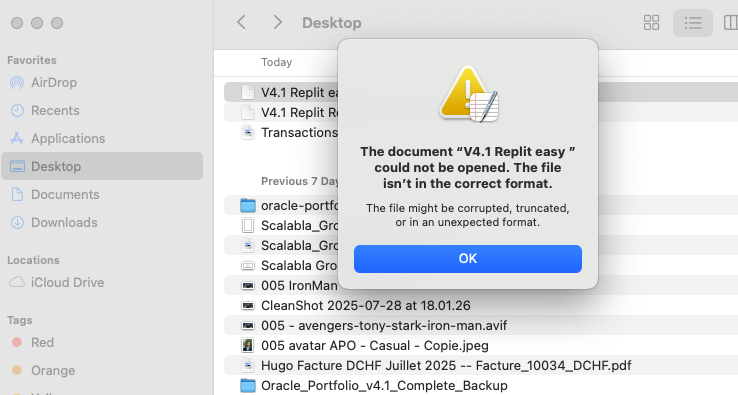 Desktop
Favorites
AirDrop
Recents
Applications
Desktop
Documents
Downloads
Locations
iCloud Drive
Tags
Red
Orange
Today
V4.1 Replit ea
V4.1 Replit R
Transactions
Previous 7 Day
oracle-portfo
Scalabla_Gro
Scalabla_Gro
Scalabla Gro
005 IronMan
CleanShot 2025-07-28 at 18.01.26
005 - avengers-tony-stark-iron-man.avif
005 avatar APO - Casual - Copie.jpeg
Hugo Facture DCHF Juillet 2025 -- Facture_10034_DCHF.pdf
Oracle_Portfolio_v4.1_Complete_Backup
The document “V4.1 Replit easy ”
could not be opened. The file
isn’t in the correct format.
The file might be corrupted, truncated,
or in an unexpected format.
OK